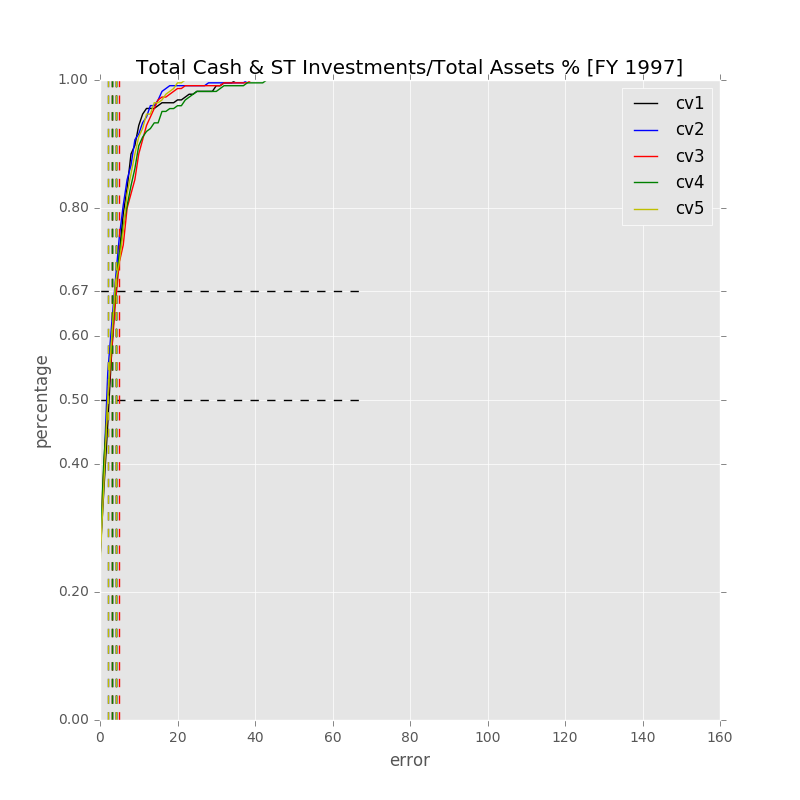 Total Cash & ST Investments/Total Assets % [FY 1997]
1.00
0.80
0.67
0.60
0.50
0.40
0.20
0.00
percentage
cv1
cv2
cv3
cv4
cv5
0 20 40 60 80 100 120 140 160
error